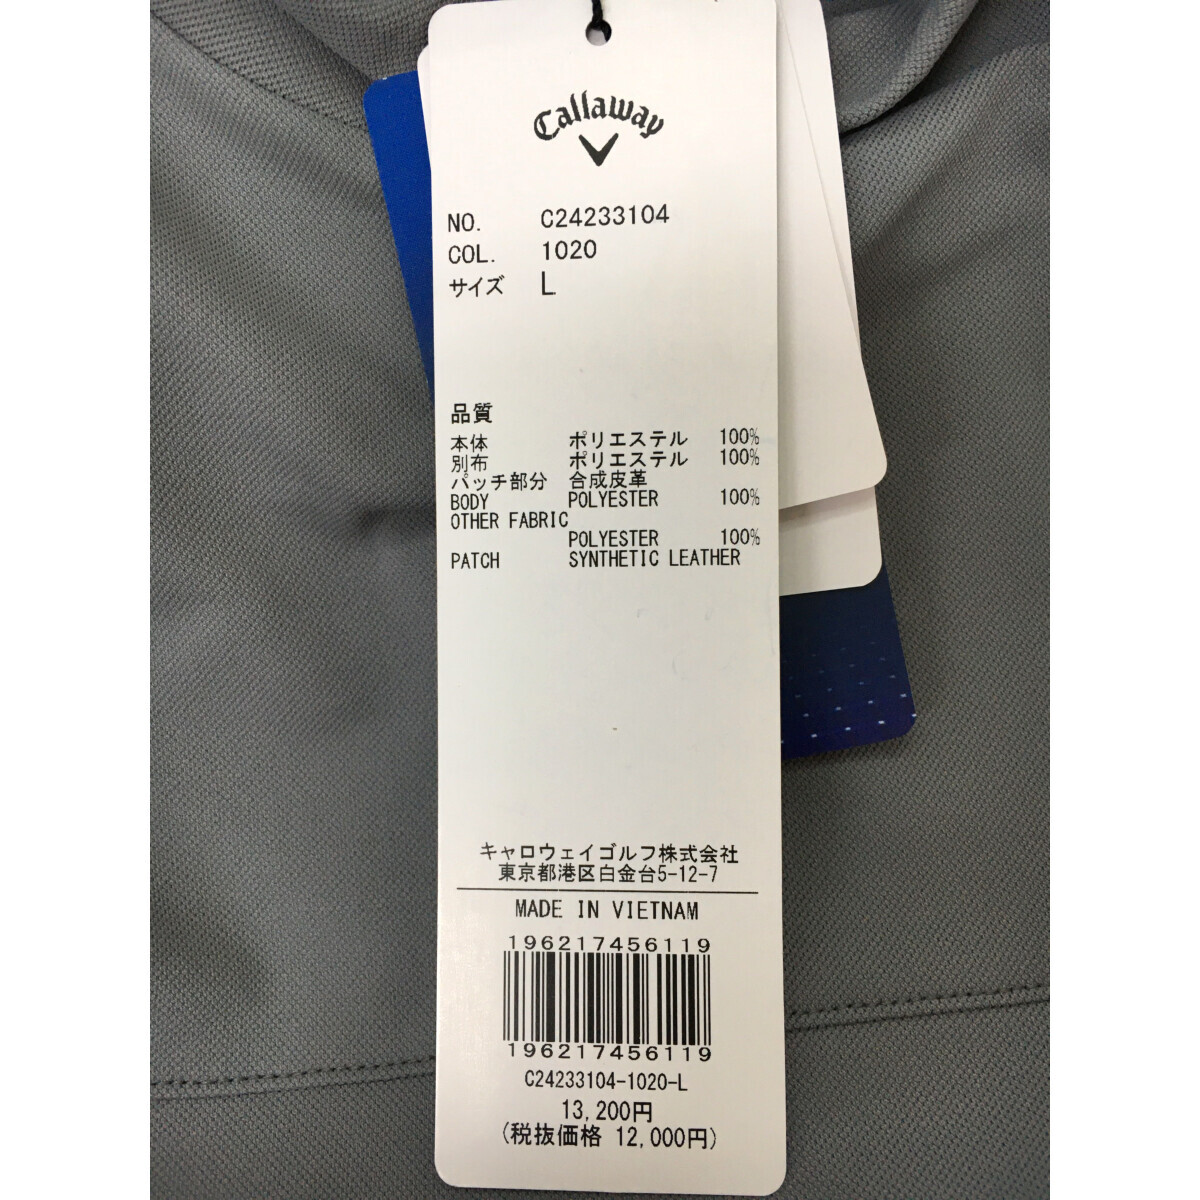 Callaway
NO. C24233104
COL. 1020
サイズ L
品質
本体 ポリエステル 100%
別布 ポリエステル 100%
パッチ部分 合成皮革
BODY POLYESTER 100%
OTHER FABRIC
POLYESTER 100%
PATCH SYNTHETIC LEATHER
キャロウェイゴルフ株式会社
東京都港区白金台5-12-7
MADE IN VIETNAM
196217456119
196217456119
C24233104-1020-L
13,200円
(税抜価格 12,000円)